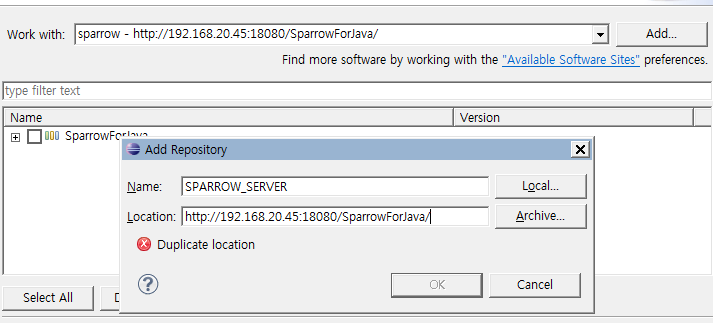 Work with: sparrow - http://192.168.20.45:18080/SparrowForJava/ Add...
Find more software by working with the "Available Software Sites" preferences.
type filter text
Name Version
SparrowForJava
Add Repository
Name: SPARROW_SERVER Local...
Location: http://192.168.20.45:18080/SparrowForJava/ Archive...
Duplicate location
? OK Cancel
Select All D